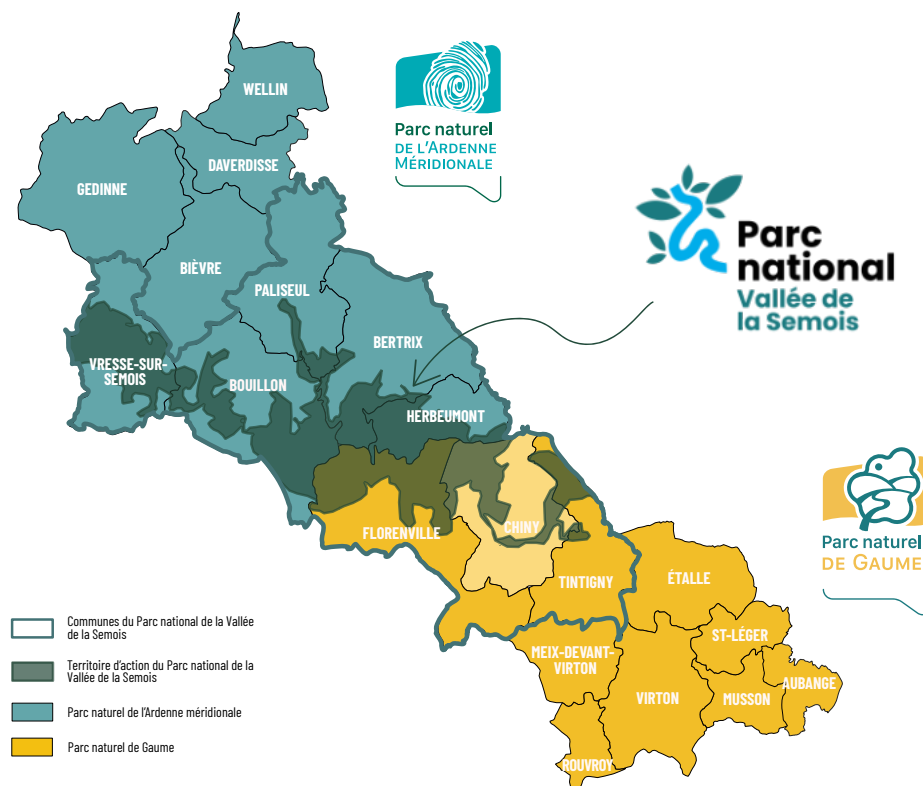 WELLIN
Parc naturel
DE L'ARDENNE
MÉRIDIONALE
DAVERDISSE
GEDINNE
Parc
national
Vallée de
la Semois
BIÈVRE
PALISEUL
BERTRIX
VRESSE-SUR-
SEMOIS
BOUILLON
HERBEUMONT
FLORENVILLE
CHINY
Parc naturel
DE GAUME
TINTIGNY
ÉTALLE
ST-LÉGER
MEIX-DEVANT-
VIRTON
VIRTON
MUSSON
AUBANGE
ROUVROY
Communes du Parc national de la Vallée
de la Semois
Territoire d'action du Parc national de la
Vallée de la Semois
Parc naturel de l'Ardenne méridionale
Parc naturel de Gaume